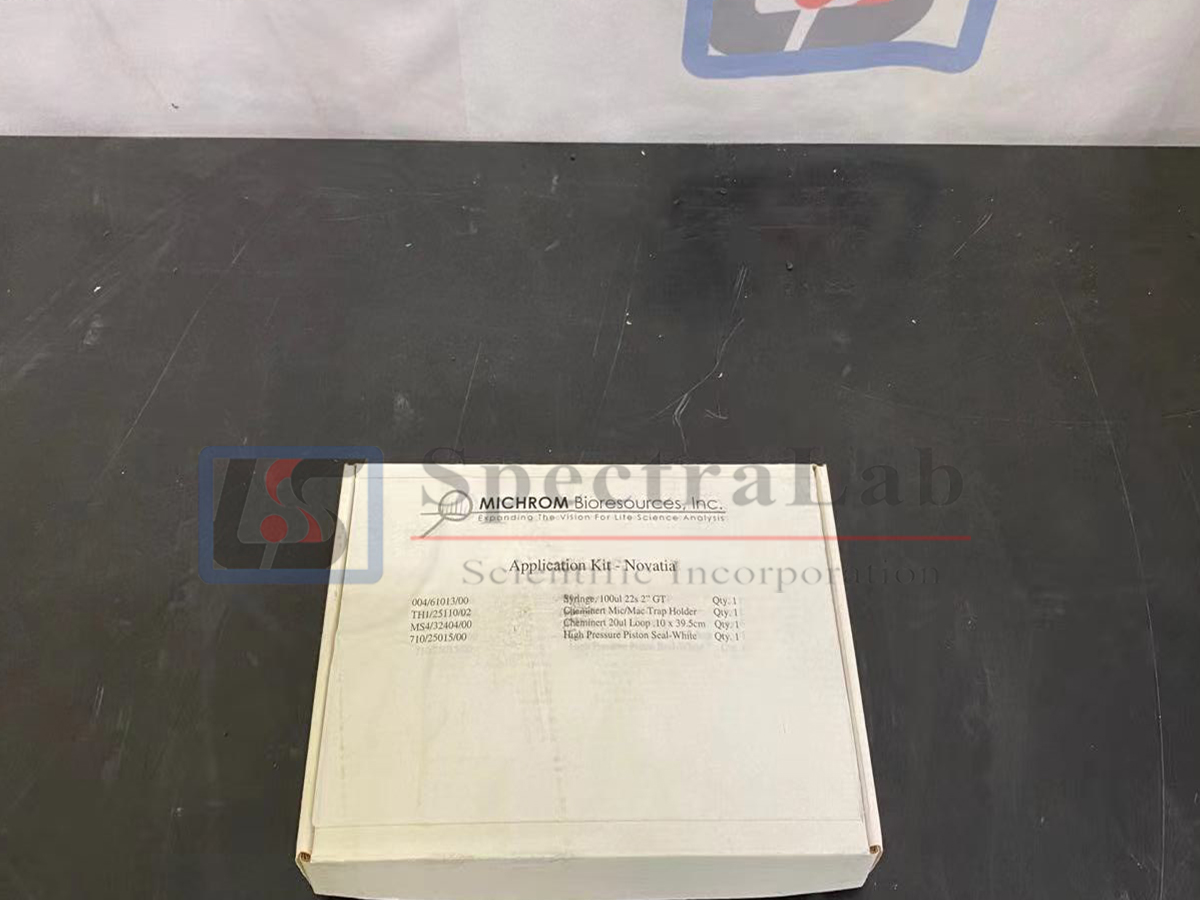 SpectraLab
Scientific Incorporation
MICHROM Bioresources, Inc.
Expanding The Vision For Life Science Analysis
Application Kit - Novatia
004/61013/00 Syringe, 100ul 22s 2" GT Qty. 1
TH1/25110/02 Cheminert Mic/Mac Trap Holder Qty. 1
MS4/32404/00 Cheminert 20ul Loop .10 x 39.5cm Qty. 1
710/25015/00 High Pressure Piston Seal-White Qty. 1